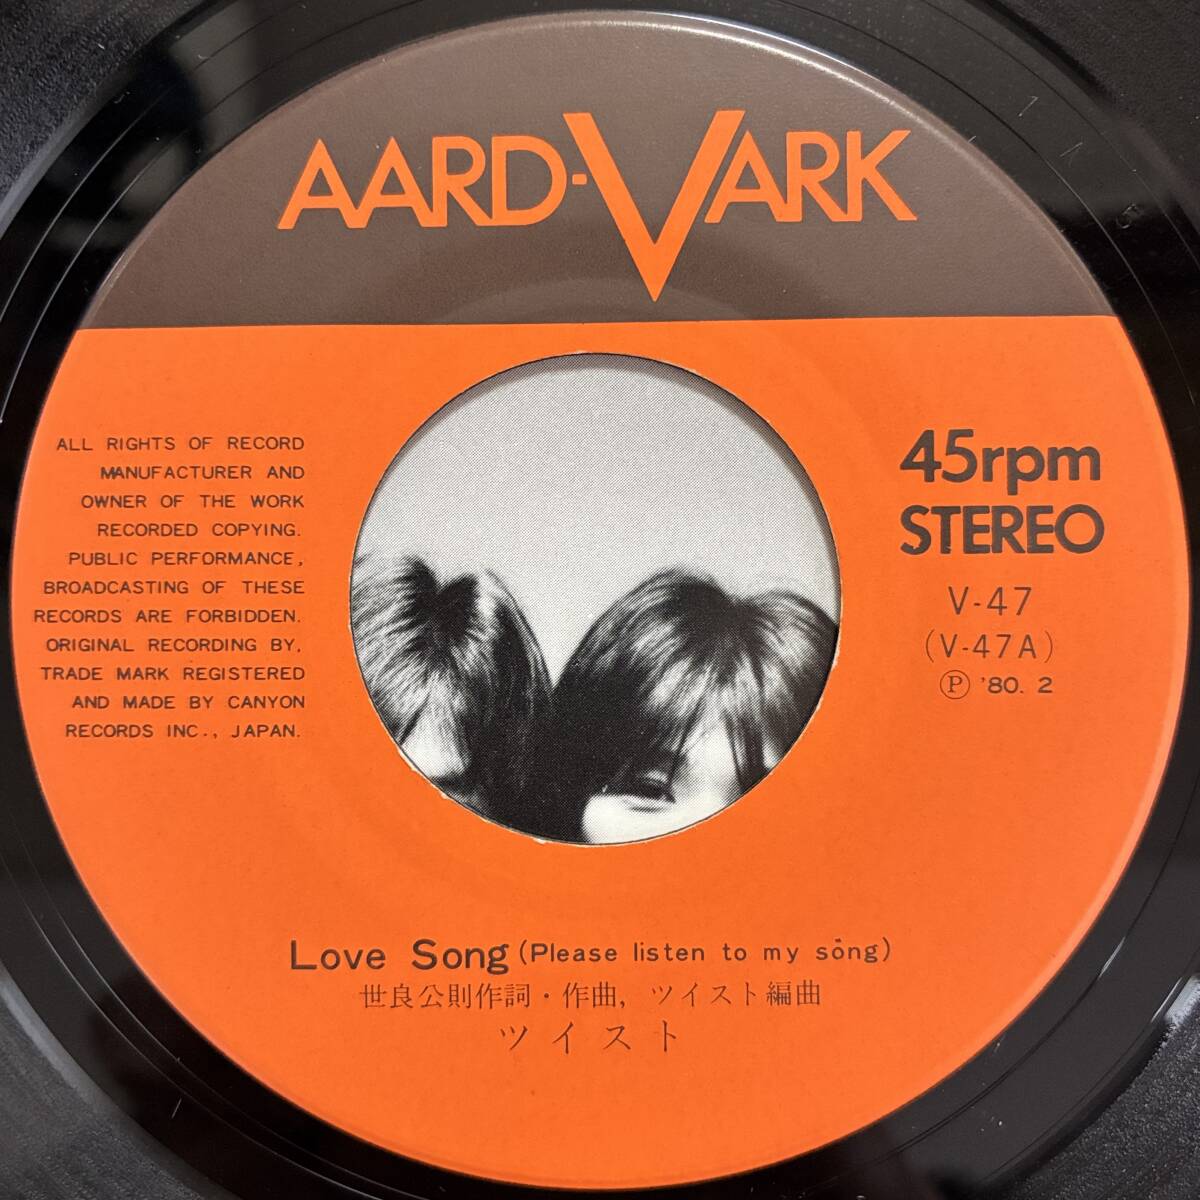 AARD-VARK
ALL RIGHTS OF RECORD
MANUFACTURER AND
OWNER OF THE WORK
RECORDED COPYING.
PUBLIC PERFORMANCE,
BROADCASTING OF THESE
RECORDS ARE FORBIDDEN.
ORIGINAL RECORDING BY,
TRADE MARK REGISTERED
AND MADE BY CANYON
RECORDS INC., JAPAN.
45rpm
STEREO
V-47
(V-47A)
Ⓟ '80. 2
Love Song (Please listen to my song)
世良公則作詞・作曲, ツイスト編曲
ツイスト